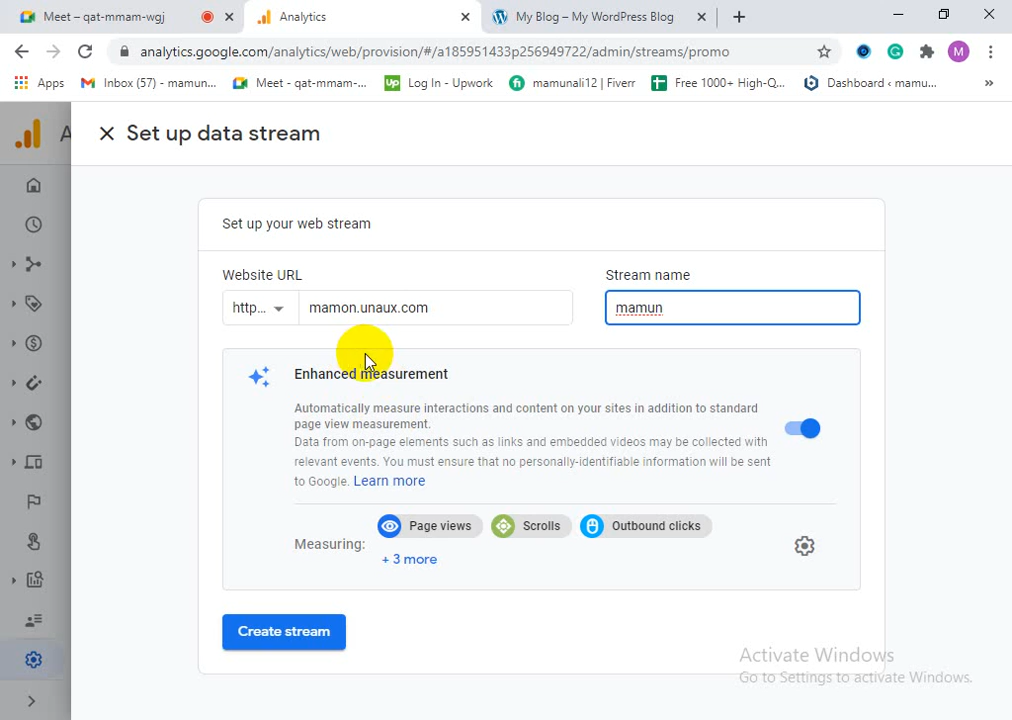 Meet – qat-mmam-wgj
Analytics
My Blog – My WordPress Blog
analytics.google.com/analytics/web/provision/#/a185951433p256949722/admin/streams/promo
M
Apps
Inbox (57) - mamun...
Meet - qat-mmam-...
Up Log In - Upwork
fi mamunali12 | Fiverr
Free 1000+ High-Q...
Dashboard ‹ mamu...
»
A
Set up data stream
Set up your web stream
Website URL
Stream name
http...
mamon.unaux.com
mamun
Enhanced measurement
Automatically measure interactions and content on your sites in addition to standard
page view measurement.
Data from on-page elements such as links and embedded videos may be collected with
relevant events. You must ensure that no personally-identifiable information will be sent
to Google. Learn more
Measuring:
Page views
Scrolls
Outbound clicks
+ 3 more
Create stream
Activate Windows
Go to Settings to activate Windows.